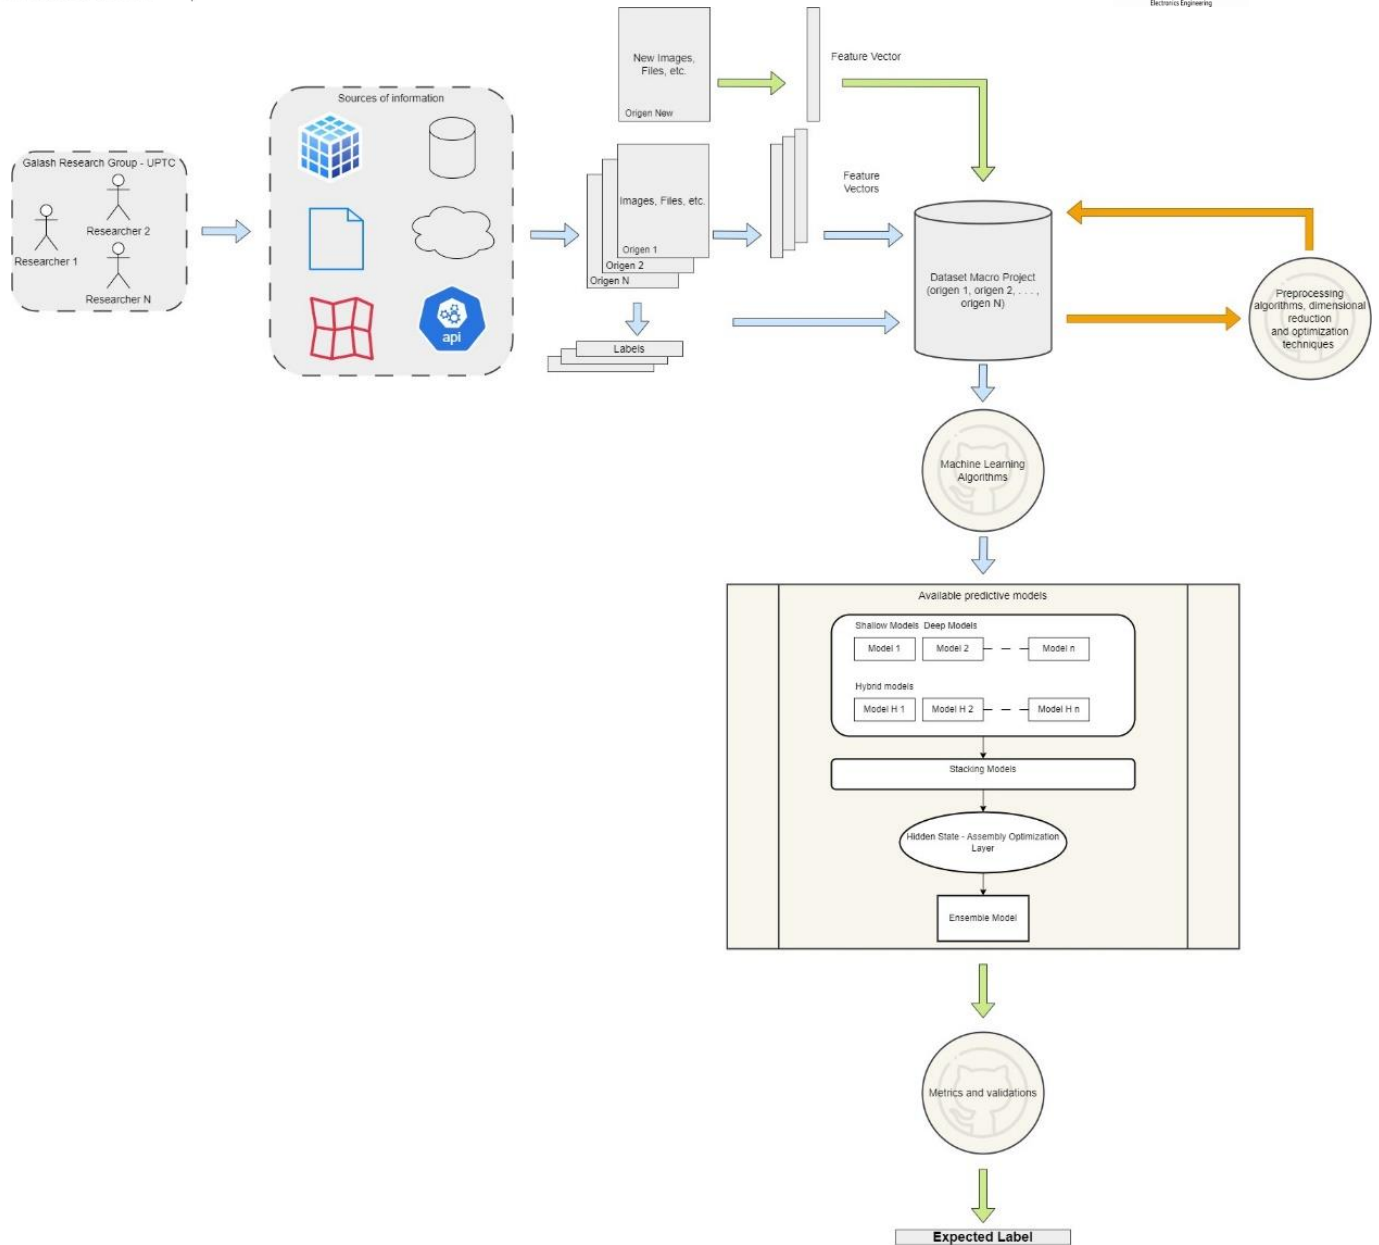 Electronics Engineering
New Images,
Files, etc.
Origen New
Feature Vector
Sources of information
Galash Research Group - UPTC
Researcher 1
Researcher 2
Researcher N
api
Images, Files, etc.
Origen 1
Origen 2
Origen N
Labels
Feature
Vectors
Dataset Macro Project
(origen 1, origen 2, . . . ,
origen N)
Preprocessing
algorithms, dimensional
reduction
and optimization
techniques
Machine Learning
Algorithms
Available predictive models
Shallow Models Deep Models
Model 1
Model 2
Model n
Hybrid models
Model H 1
Model H 2
Model H n
Stacking Models
Hidden State - Assembly Optimization
Layer
Ensemble Model
Metrics and validations
Expected Label